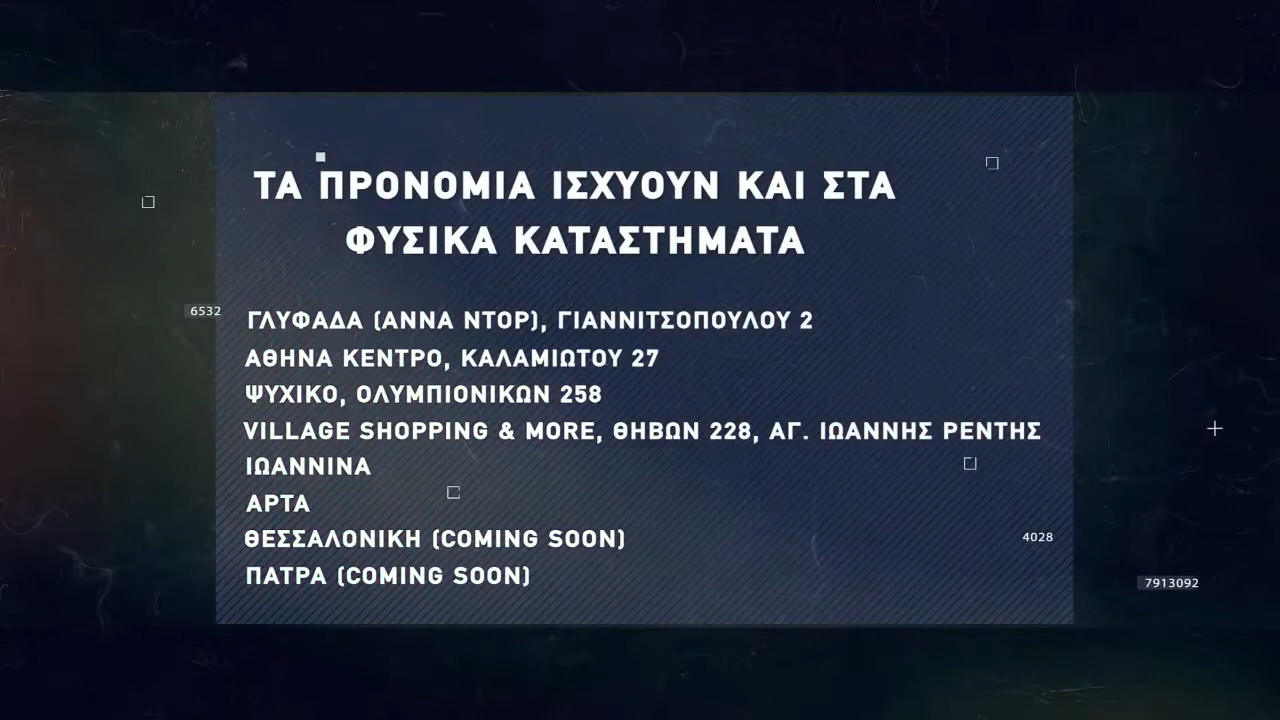 ΤΑ ΠΡΟΝΟΜΙΑ ΙΣΧΥΟΥΝ ΚΑΙ ΣΤΑ
ΦΥΣΙΚΑ ΚΑΤΑΣΤΗΜΑΤΑ
6532
ΓΛΥΦΑΔΑ (ΑΝΝΑ ΝΤΟΡ), ΓΙΑΝΝΙΤΣΟΠΟΥΛΟΥ 2
ΑΘΗΝΑ ΚΕΝΤΡΟ, ΚΑΛΑΜΙΩΤΟΥ 27
ΨΥΧΙΚΟ, ΟΛΥΜΠΙΟΝΙΚΩΝ 258
VILLAGE SHOPPING & MORE, ΘΗΒΩΝ 228, ΑΓ. ΙΩΑΝΝΗΣ ΡΕΝΤΗΣ
ΙΩΑΝΝΙΝΑ
ΑΡΤΑ
ΘΕΣΣΑΛΟΝΙΚΗ (COMING SOON)
4028
ΠΑΤΡΑ (COMING SOON)
7913092